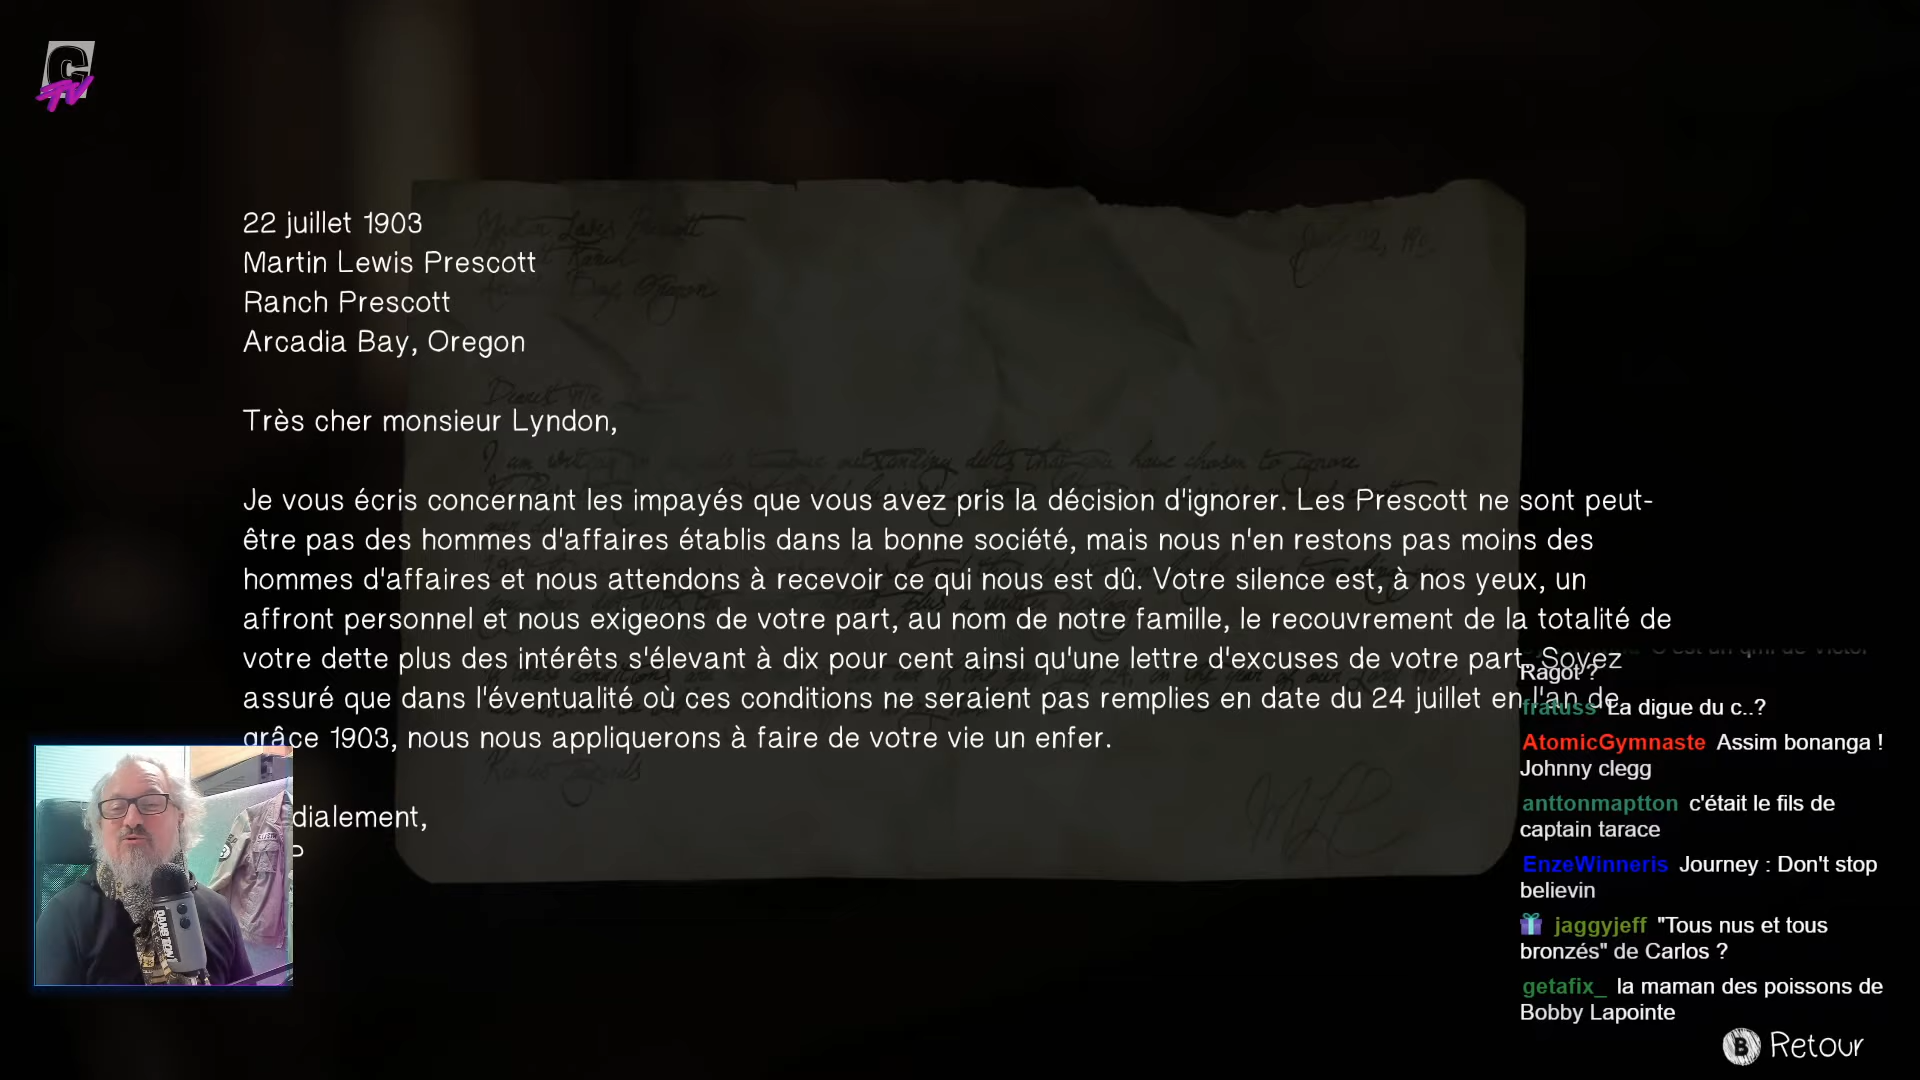 C
TV
22 juillet 1903
Martin Lewis Prescott
Ranch Prescott
Arcadia Bay, Oregon
Très cher monsieur Lyndon,
Je vous écris concernant les impayés que vous avez pris la décision d'ignorer. Les Prescott ne sont peut-
être pas des hommes d'affaires établis dans la bonne société, mais nous n'en restons pas moins des
hommes d'affaires et nous attendons à recevoir ce qui nous est dû. Votre silence est, à nos yeux, un
affront personnel et nous exigeons de votre part, au nom de notre famille, le recouvrement de la totalité de
votre dette plus des intérêts s'élevant à dix pour cent ainsi qu'une lettre d'excuses de votre part. Soyez
assuré que dans l'éventualité où ces conditions ne seraient pas remplies en date du 24 juillet en l'an de
grâce 1903, nous nous appliquerons à faire de votre vie un enfer.
dialement,
P
Ragot ?
fratuss La digue du c..?
AtomicGymnaste Assim bonanga !
Johnny clegg
anttonmaptton c'était le fils de
captain tarace
EnzeWinneris Journey : Don't stop
believin
jaggyjeff "Tous nus et tous
bronzés" de Carlos ?
getafix_ la maman des poissons de
Bobby Lapointe
B Retour